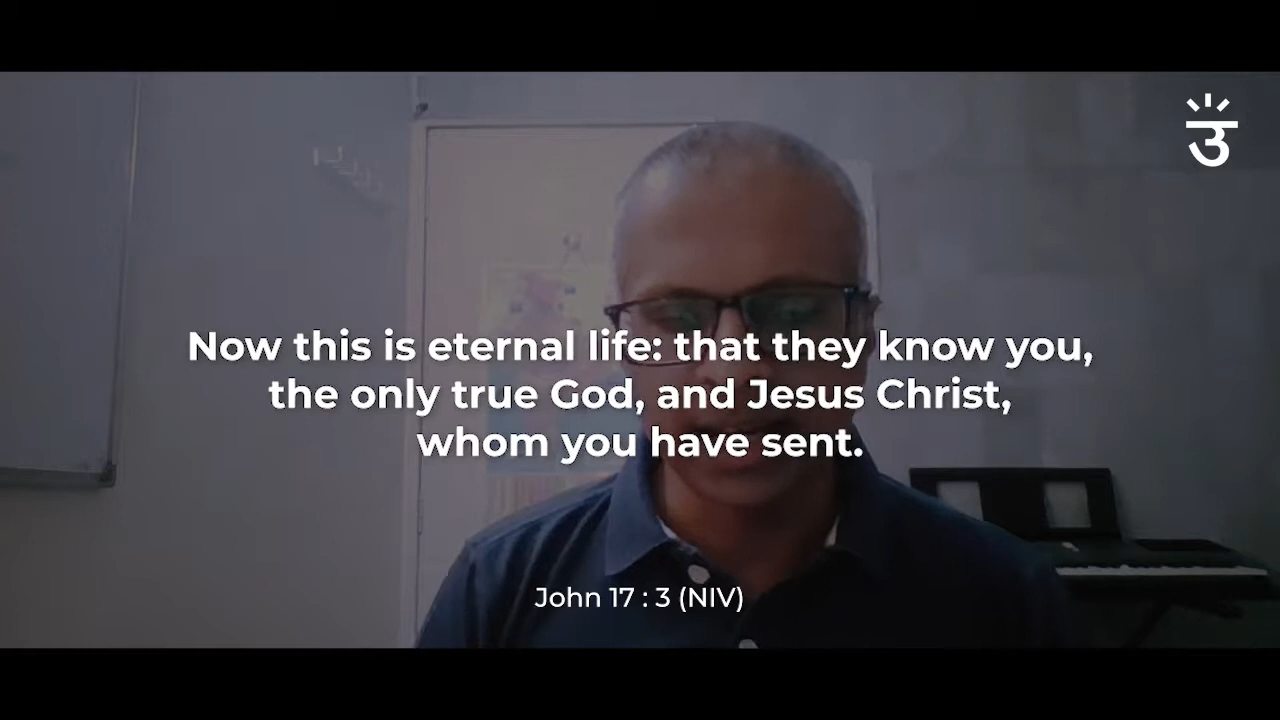 उ
Now this is eternal life: that they know you,
the only true God, and Jesus Christ,
whom you have sent.
John 17 : 3 (NIV)